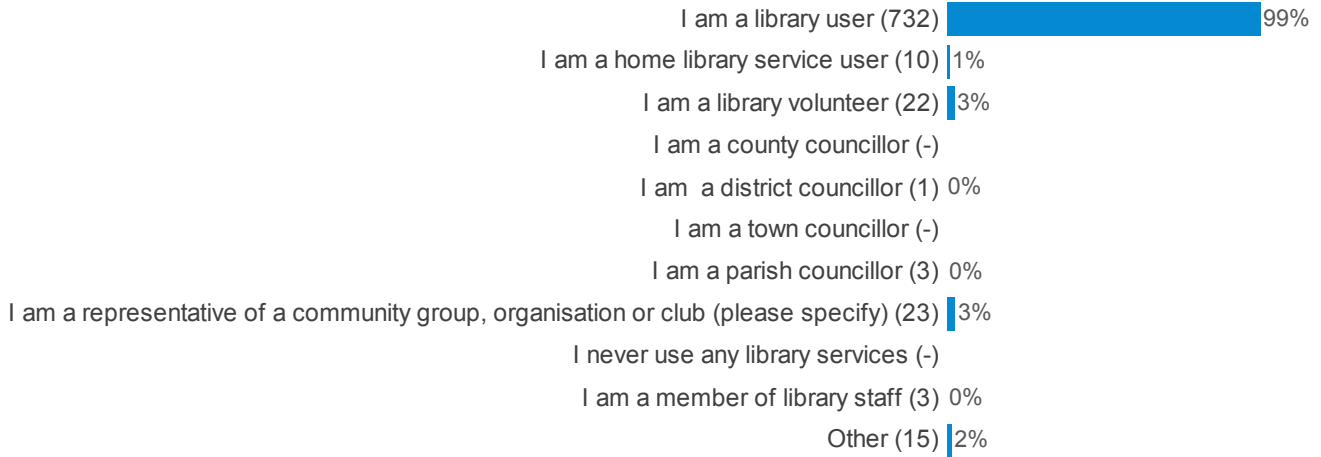 I am a library user (732) 99%
I am a home library service user (10) 1%
I am a library volunteer (22) 3%
I am a county councillor (-)
I am  a district councillor (1) 0%
I am a town councillor (-)
I am a parish councillor (3) 0%
I am a representative of a community group, organisation or club (please specify) (23) 3%
I never use any library services (-)
I am a member of library staff (3) 0%
Other (15) 2%